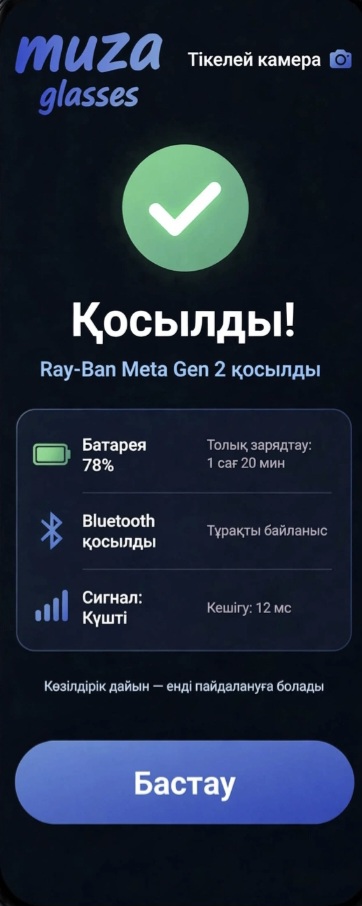 muza
glasses
Тікелей камера
Қосылды!
Ray-Ban Meta Gen 2 қосылды
Батарея
78%
Толық зарядтау:
1 сағ 20 мин
Bluetooth
қосылды
Тұрақты байланыс
Сигнал:
Күшті
Кешігу: 12 мс
Көзілдірік дайын — енді пайдалануға болады
Бастау